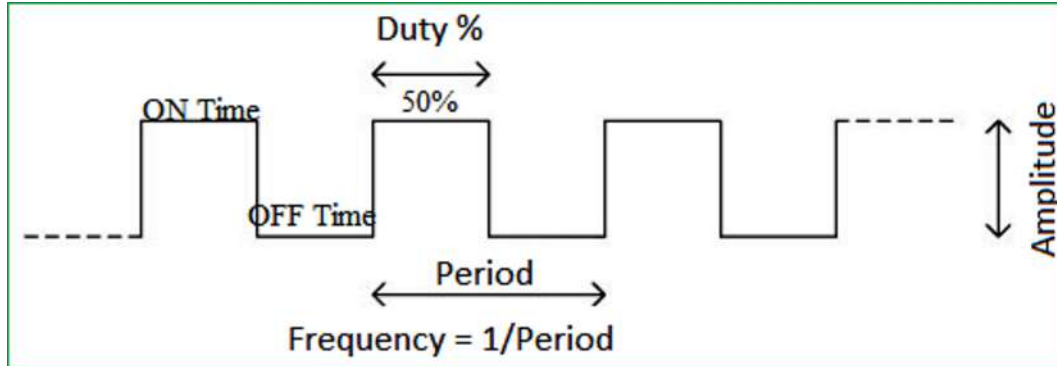 Duty %
50%
ON Time
OFF Time
Amplitude
Period
Frequency = 1/Period